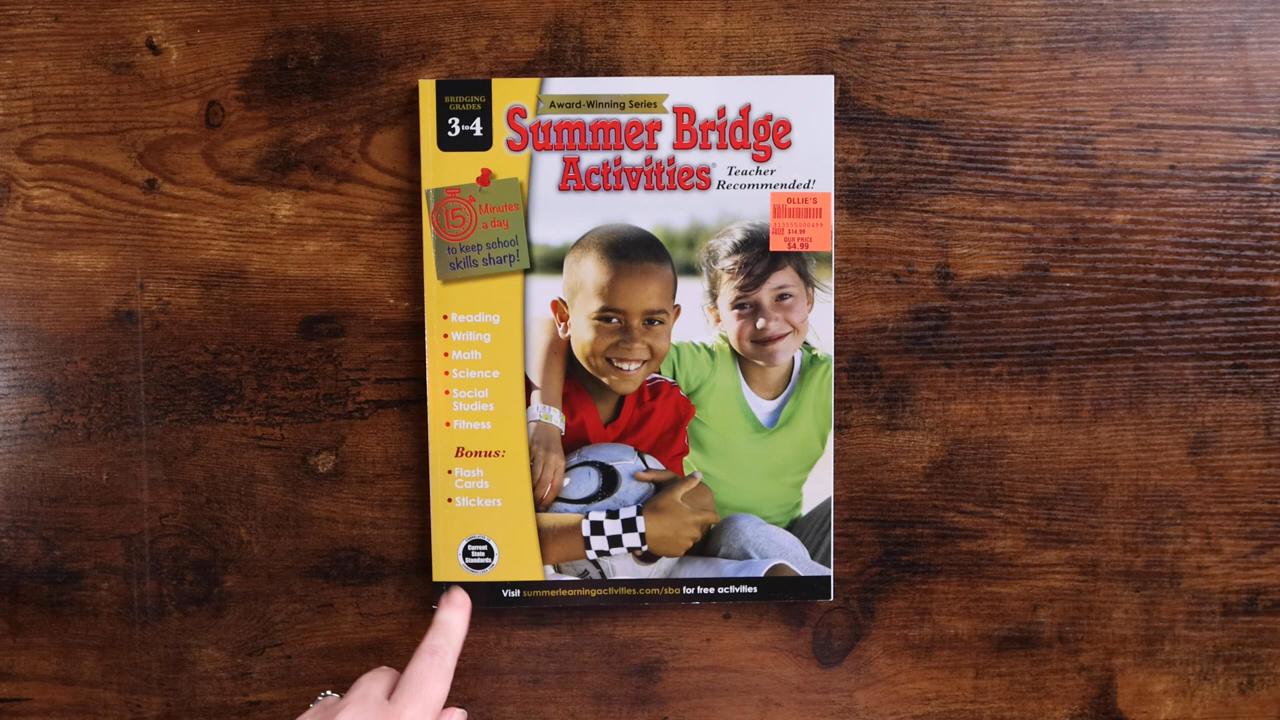 BRIDGING
GRADES
3 to 4
Award-Winning Series
Summer Bridge
Activities®
Teacher
Recommended!
OLLIE'S
$14.99
OUR PRICE
$4.99
15 Minutes
a day
to keep school
skills sharp!
• Reading
• Writing
• Math
• Science
• Social
Studies
• Fitness
Bonus:
• Flash
Cards
• Stickers
Current
State
Standards
Visit summerlearningactivities.com/sba for free activities